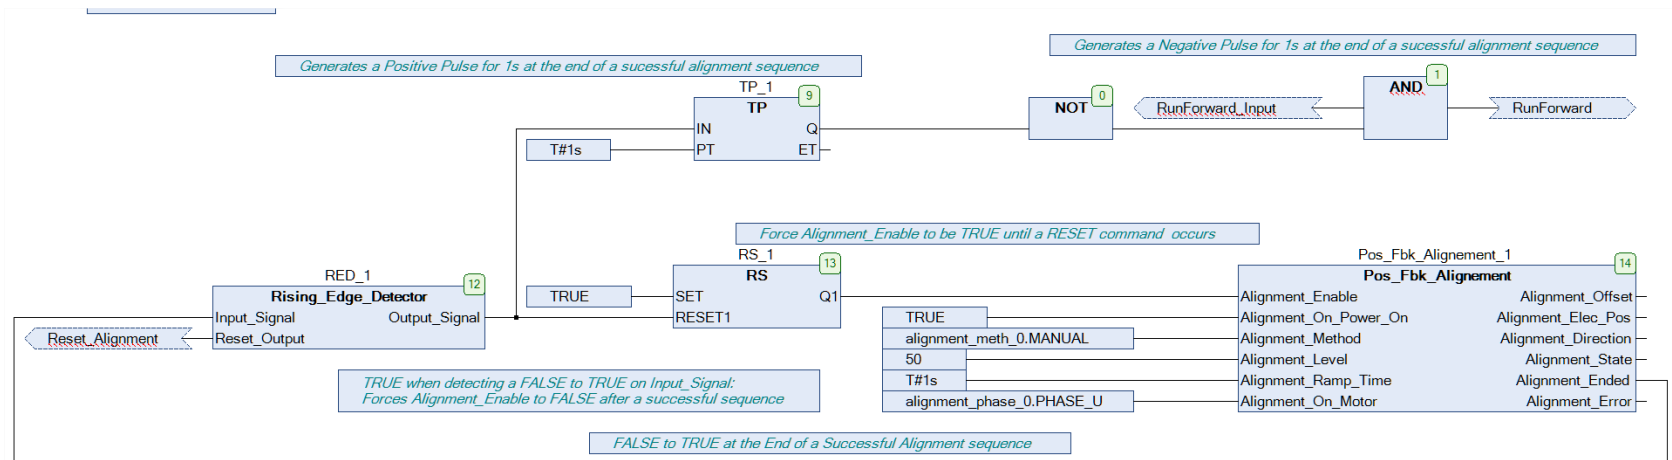 Generates a Negative Pulse for 1s at the end of a sucessful alignment sequence
Generates a Positive Pulse for 1s at the end of a sucessful alignment sequence
TP_1
9
TP
IN
Q
T#1s
PT
ET
0
NOT
RunForward_Input
1
AND
RunForward
Force Alignment_Enable to be TRUE until a RESET command occurs
RED_1
12
Rising_Edge_Detector
Input_Signal
Output_Signal
Reset_Alignment
Reset_Output
RS_1
13
RS
TRUE
SET
Q1
RESET1
Pos_Fbk_Alignement_1
14
Pos_Fbk_Alignement
Alignment_Enable
Alignment_Offset
TRUE
Alignment_On_Power_On
Alignment_Elec_Pos
alignment_meth_0.MANUAL
Alignment_Method
Alignment_Direction
50
Alignment_Level
Alignment_State
T#1s
Alignment_Ramp_Time
Alignment_Ended
alignment_phase_0.PHASE_U
Alignment_On_Motor
Alignment_Error
TRUE when detecting a FALSE to TRUE on Input_Signal:
Forces Alignment_Enable to FALSE after a successful sequence
FALSE to TRUE at the End of a Successful Alignment sequence